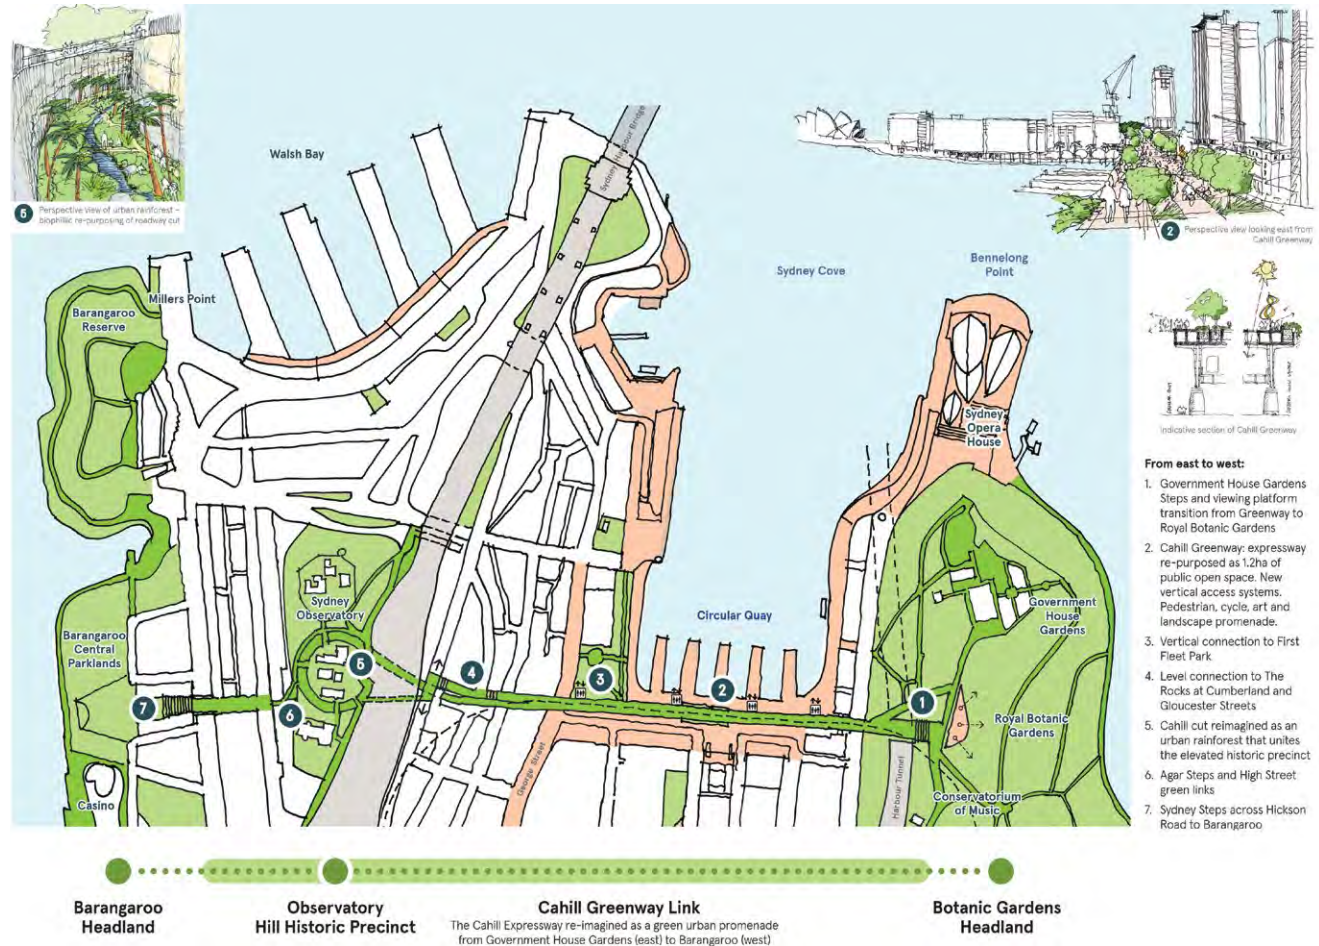 5
Perspective view of urban rainforest –
biophilic re-purposing of roadway cut
Walsh Bay
Sydney Harbour Bridge
2
Perspective view looking east from
Cahill Greenway
Sydney Cove
Bennelong
Point
Millers Point
Barangaroo
Reserve
Indicative section of Cahill Greenway
Sydney
Opera
House
Sydney
Observatory
Circular Quay
Government
House
Gardens
Barangaroo
Central
Parklands
5
4
3
2
1
7
6
Royal Botanic
Gardens
George Street
Harbour Tunnel
Casino
Conservatorium
of Music
From east to west:
1. Government House Gardens
Steps and viewing platform
transition from Greenway to
Royal Botanic Gardens
2. Cahill Greenway: expressway
re-purposed as 1.2ha of
public open space. New
vertical access systems.
Pedestrian, cycle, art and
landscape promenade.
3. Vertical connection to First
Fleet Park
4. Level connection to The
Rocks at Cumberland and
Gloucester Streets
5. Cahill cut reimagined as an
urban rainforest that unites
the elevated historic precinct
6. Agar Steps and High Street
green links
7. Sydney Steps across Hickson
Road to Barangaroo
Barangaroo
Headland
Observatory
Hill Historic Precinct
Cahill Greenway Link
The Cahill Expressway re-imagined as a green urban promenade
from Government House Gardens (east) to Barangaroo (west)
Botanic Gardens
Headland